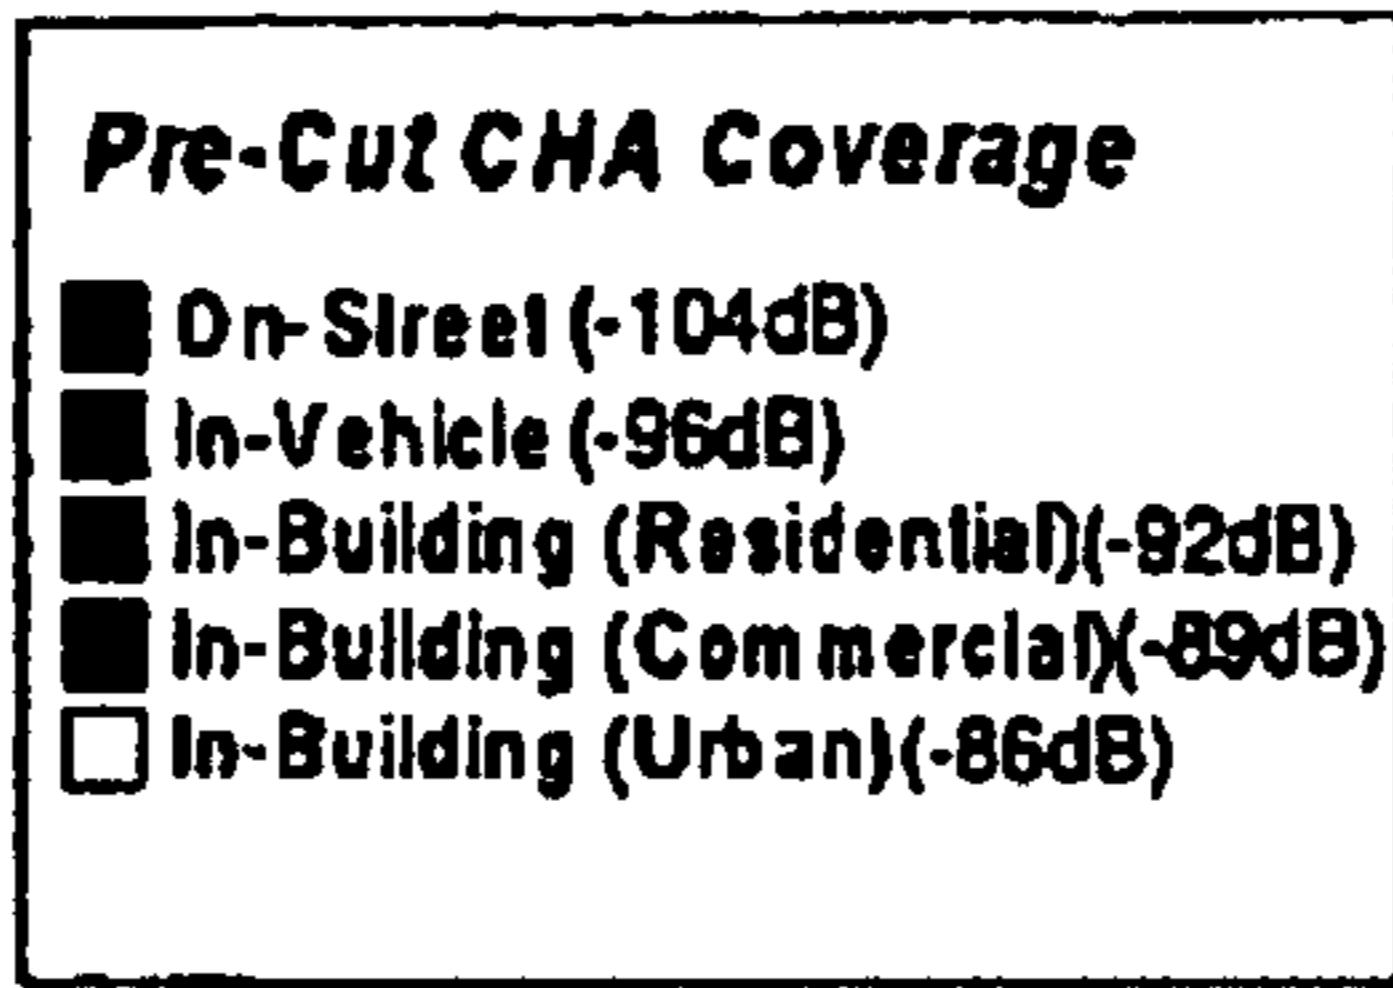 Pre-Cut CHA Coverage
On-Street (-104dB)
In-Vehicle (-96dB)
In-Building (Residential)(-92dB)
In-Building (Commercial)(-89dB)
In-Building (Urban)(-86dB)